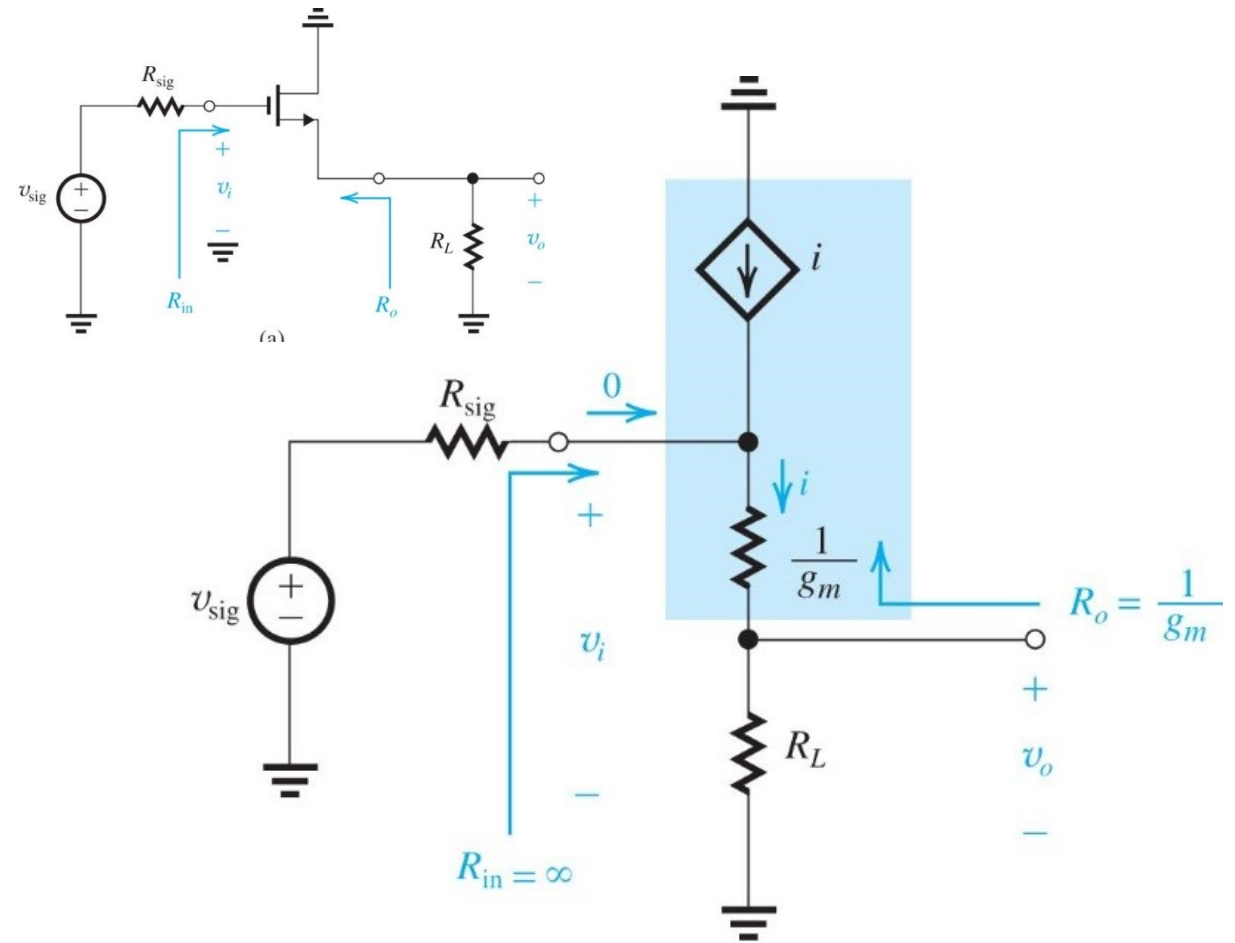 R_sig
+
v_sig
+
−
v_i
−
R_in
R_o
R_L
+
v_o
−
(a)
i
0
R_sig
i
+
1/g_m
R_o = 1/g_m
v_sig
+
−
v_i
−
R_in = ∞
R_L
+
v_o
−